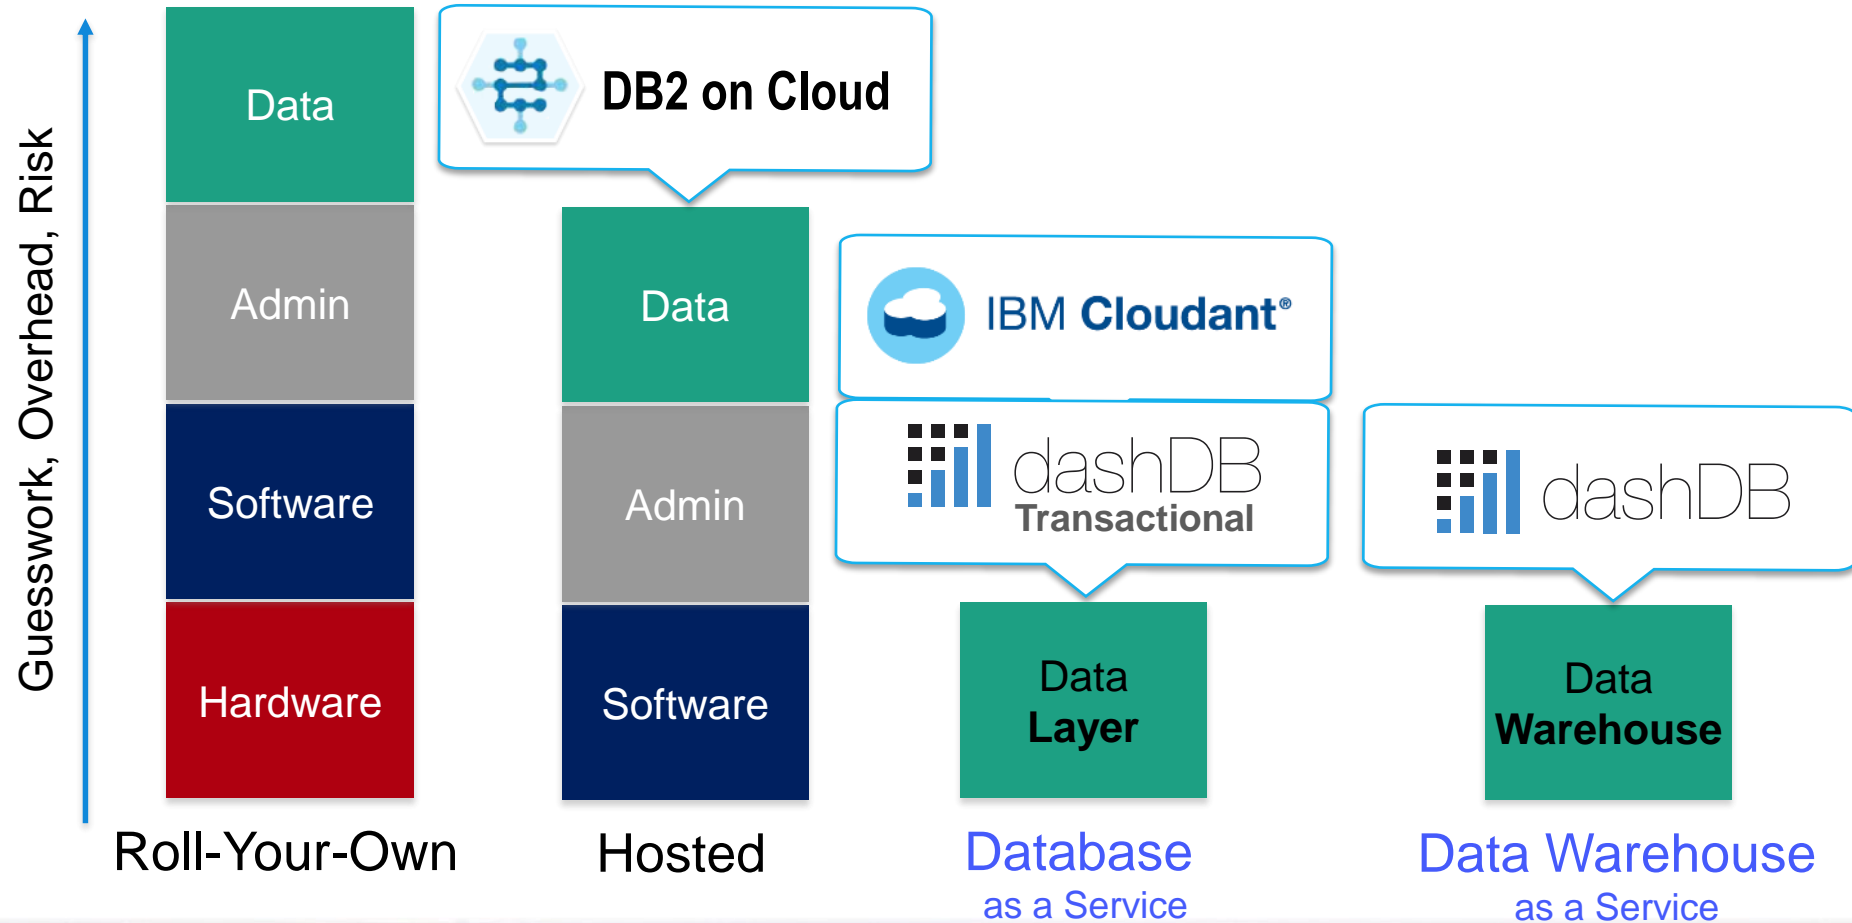 Guesswork, Overhead, Risk
Data
Admin
Software
Hardware
Roll-Your-Own
DB2 on Cloud
Data
Admin
Software
Hosted
IBM Cloudant®
dashDB
Transactional
Data
Layer
Database
as a Service
dashDB
Data
Warehouse
Data Warehouse
as a Service